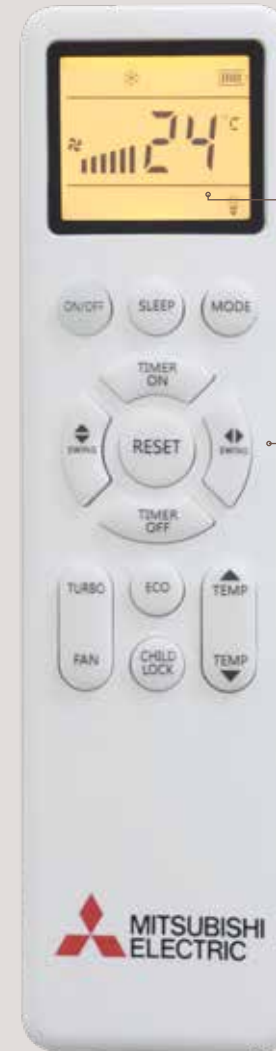 24°C
ON/OFF SLEEP MODE
TIMER
ON
SWING RESET SWING
TIMER
OFF
TURBO ECO TEMP
FAN CHILD
LOCK TEMP
MITSUBISHI
ELECTRIC